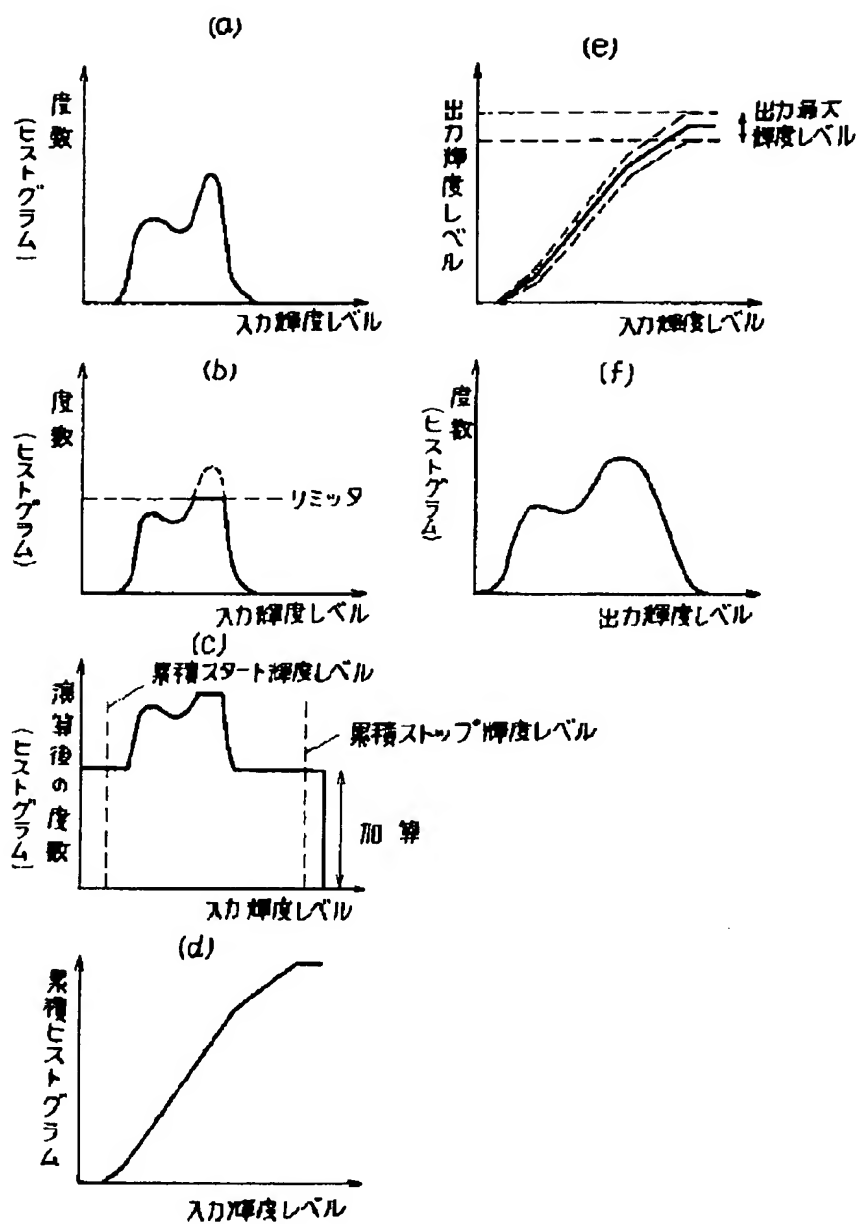 (a)
度数
(ヒストグラム)
入力輝度レベル
(b)
度数
(ヒストグラム)
リミッタ
入力輝度レベル
(c)
累積スタート輝度レベル
累積ストップ輝度レベル
演算後の度数
(ヒストグラム)
加算
入力輝度レベル
(d)
累積ヒストグラム
入力輝度レベル
(e)
出力輝度レベル
出力最大
輝度レベル
入力輝度レベル
(f)
度数
(ヒストグラム)
出力輝度レベル